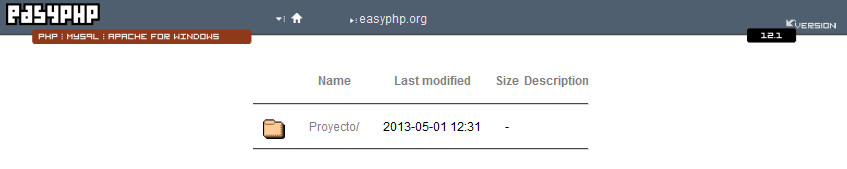 easyphp
easyphp.org
VERSION
PHP ⁞ MYSQL ⁞ APACHE FOR WINDOWS
12.1
Name Last modified Size Description
Proyecto/ 2013-05-01 12:31 -